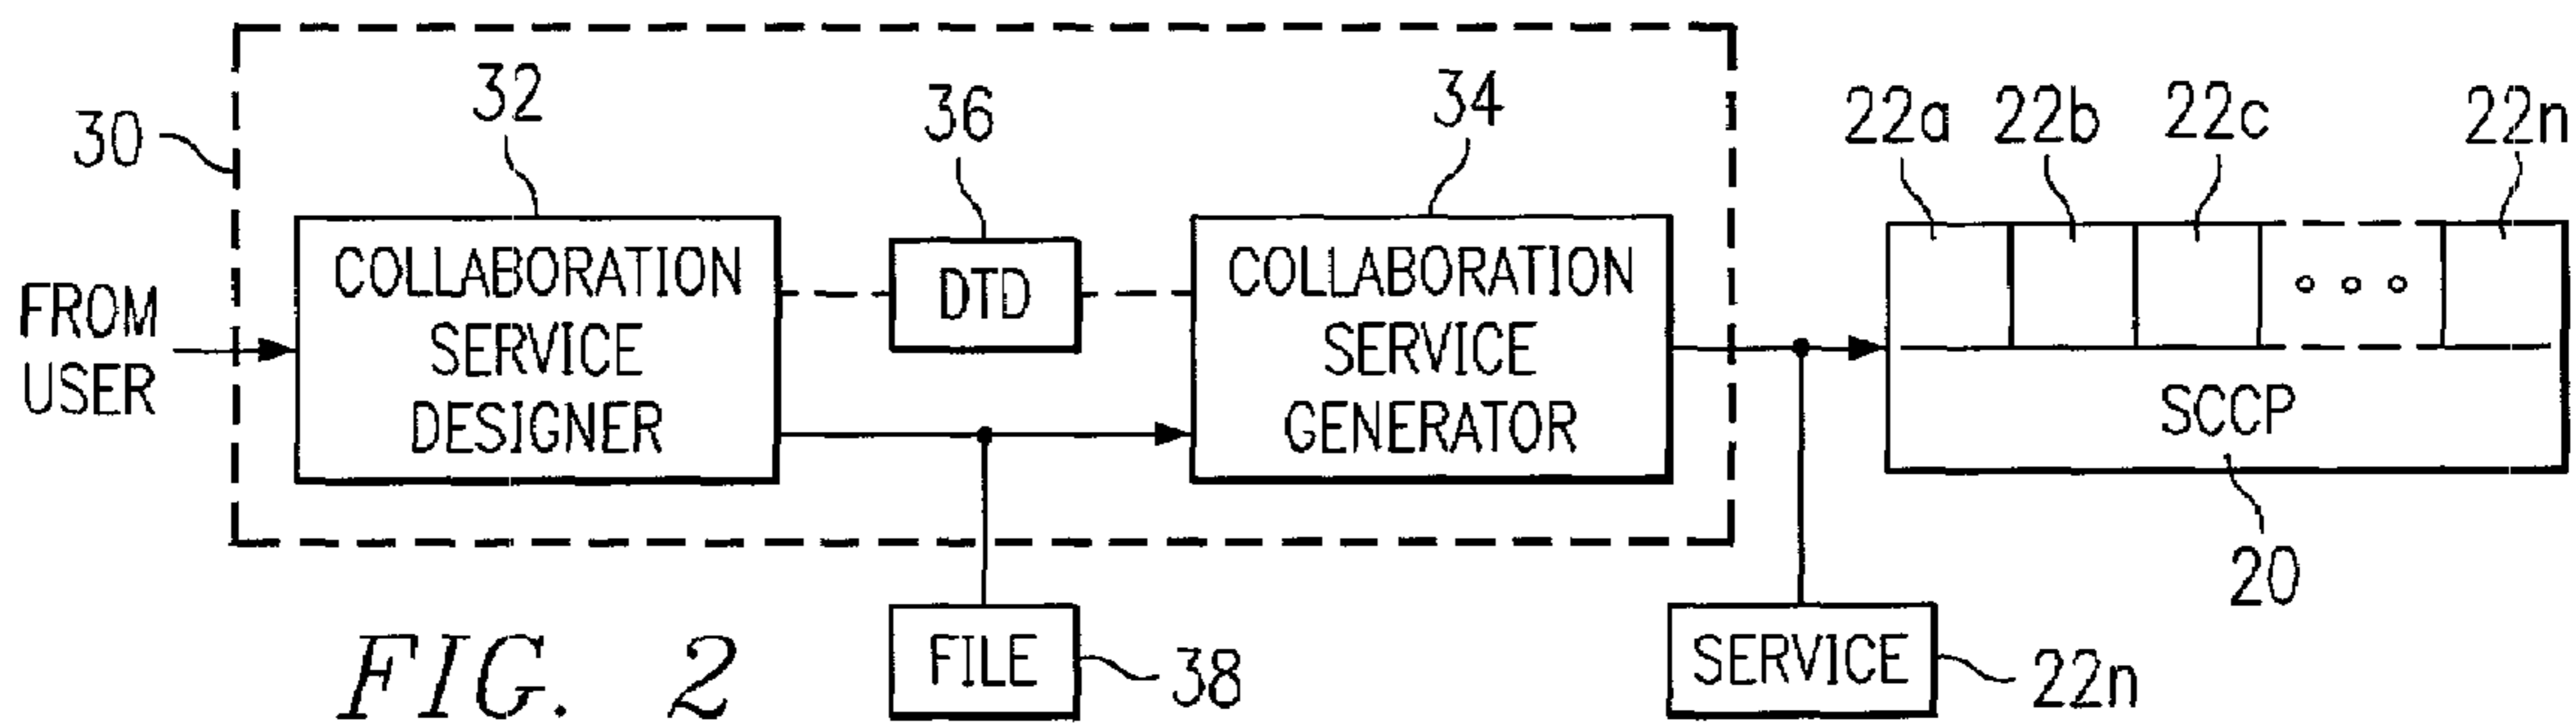 30
32
36
34
22a 22b 22c 22n
FROM
USER
COLLABORATION
SERVICE
DESIGNER
DTD
COLLABORATION
SERVICE
GENERATOR
SCCP
20
FILE
38
SERVICE
22n
FIG. 2